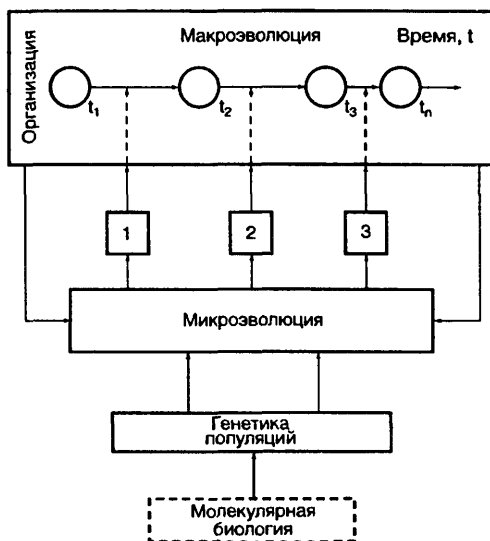 Макроэволюция
Время, t
Организация
t1
t2
t3
tn
1
2
3
Микроэволюция
Генетика
популяций
Молекулярная
биология